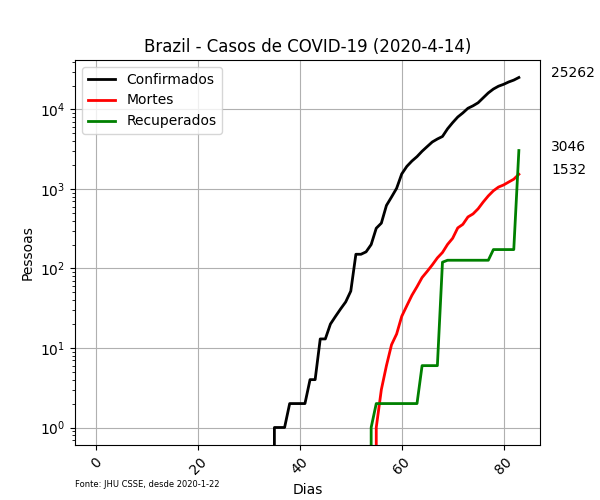 Brazil - Casos de COVID-19 (2020-4-14)
Confirmados
Mortes
Recuperados
25262
3046
1532
10⁴
10³
10²
10¹
10⁰
Pessoas
0
20
40
60
80
Dias
Fonte: JHU CSSE, desde 2020-1-22